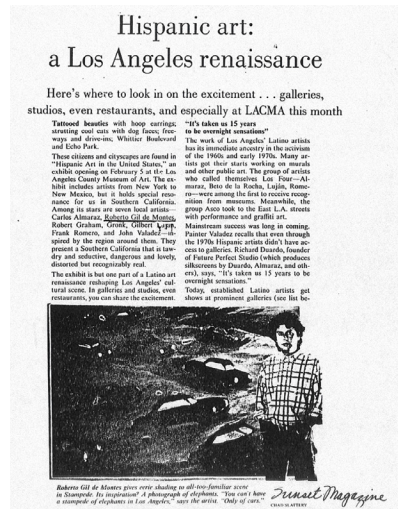 Hispanic art:
a Los Angeles renaissance
Here's where to look in on the excitement . . . galleries,
studios, even restaurants, and especially at LACMA this month
Tattooed beauties with hoop earrings;
strutting cool cats with dog faces; free-
ways and drive-ins; Whittier Boulevard
and Echo Park.
These citizens and cityscapes are found in
"Hispanic Art in the United States," an
exhibit opening on February 5 at the Los
Angeles County Museum of Art. The ex-
hibit includes artists from New York to
New Mexico, but it holds special reso-
nance for us in Southern California.
Among its stars are seven local artists—
Carlos Almaraz, Roberto Gil de Montes,
Robert Graham, Gronk, Gilbert
Frank Romero, and John Valadez—in-
spired by the region around them. They
present a Southern California that is taw-
dry and seductive, dangerous and lovely,
distorted but recognizably real.
The exhibit is but one part of a Latino art
renaissance reshaping Los Angeles' cul-
tural scene. In galleries and studios, even
restaurants, you can share the excitement.
"It's taken us 15 years
to be overnight sensations"
The work of Los Angeles' Latino artists
has its immediate ancestry in the activism
of the 1960s and early 1970s. Many ar-
tists got their starts working on murals
and other public art. The group of artists
who called themselves Los Four—Al-
maraz, Beto de la Rocha, Luján, Rome-
ro—were among the first to receive recog-
nition from museums. Meanwhile, the
group Asco took to the East L.A. streets
with performance and graffiti art.
Mainstream success was long in coming.
Painter Valadez recalls that even through
the 1970s Hispanic artists didn't have ac-
cess to galleries. Richard Duardo, founder
of Future Perfect Studio (which produces
silkscreens by Duardo, Almaraz, and oth-
ers), says, "It's taken us 15 years to be
overnight sensations."
Today, established Latino artists get
shows at prominent galleries (see list be-
Roberto Gil de Montes gives eerie shading to all-too-familiar scene
in Stampede. Its inspiration? A photograph of elephants. "You can't have
a stampede of elephants in Los Angeles," says the artist. "Only of cars."
CHAD SLATTERY
Sunset Magazine